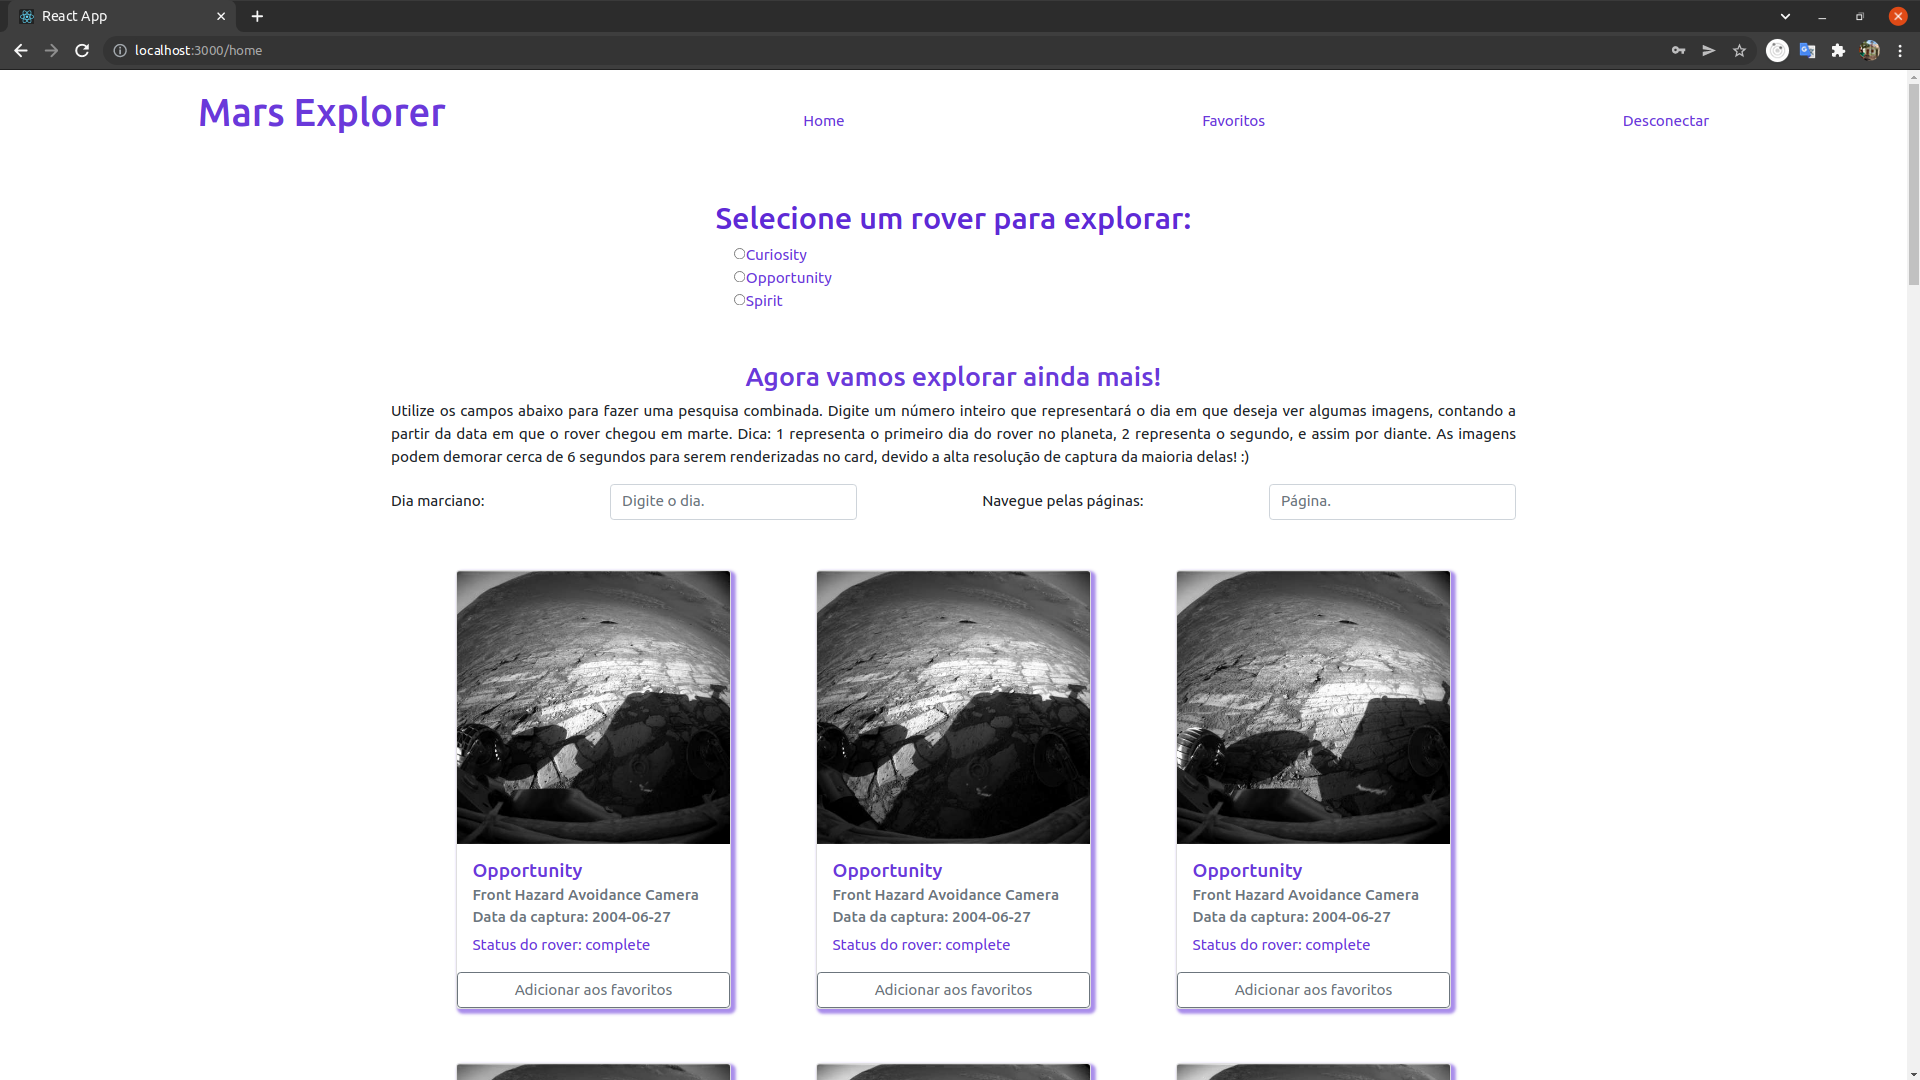 React App
localhost:3000/home
Mars Explorer
Home
Favoritos
Desconectar
Selecione um rover para explorar:
Curiosity
Opportunity
Spirit
Agora vamos explorar ainda mais!
Utilize os campos abaixo para fazer uma pesquisa combinada. Digite um número inteiro que representará o dia em que deseja ver algumas imagens, contando a
partir da data em que o rover chegou em marte. Dica: 1 representa o primeiro dia do rover no planeta, 2 representa o segundo, e assim por diante. As imagens
podem demorar cerca de 6 segundos para serem renderizadas no card, devido a alta resolução de captura da maioria delas! :)
Dia marciano:
Digite o dia.
Navegue pelas páginas:
Página.
Opportunity
Front Hazard Avoidance Camera
Data da captura: 2004-06-27
Status do rover: complete
Adicionar aos favoritos
Opportunity
Front Hazard Avoidance Camera
Data da captura: 2004-06-27
Status do rover: complete
Adicionar aos favoritos
Opportunity
Front Hazard Avoidance Camera
Data da captura: 2004-06-27
Status do rover: complete
Adicionar aos favoritos